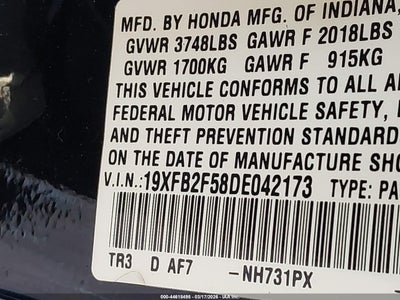 MFD. BY HONDA MFG. OF INDIANA,
GVWR 3748LBS GAWR F 2018LBS
GVWR 1700KG GAWR F 915KG
THIS VEHICLE CONFORMS TO ALL A
FEDERAL MOTOR VEHICLE SAFETY,
AND THEFT PREVENTION STANDARD
ON THE DATE OF MANUFACTURE SHO
V.I.N.: 19XFB2F58DE042173 TYPE: PA
TR3 D AF7 -NH731PX